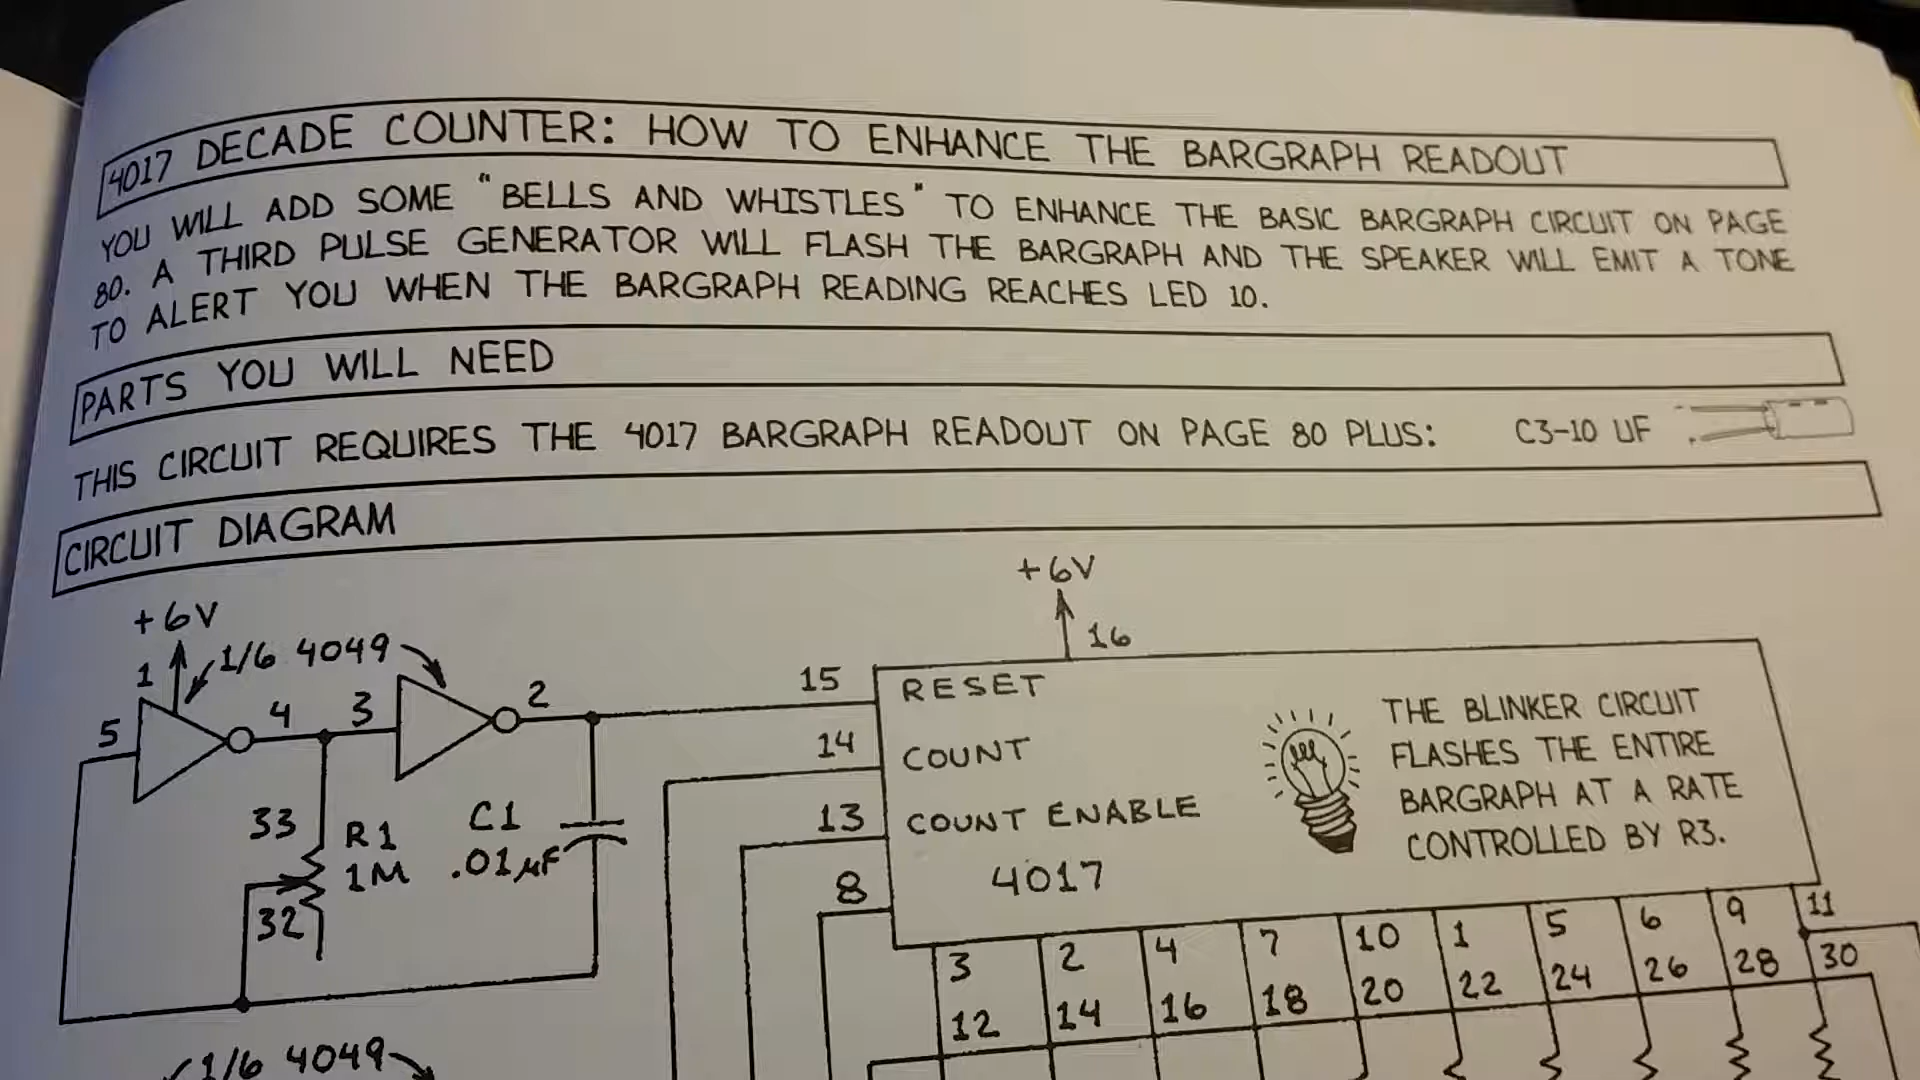 4017 DECADE COUNTER: HOW TO ENHANCE THE BARGRAPH READOUT
YOU WILL ADD SOME "BELLS AND WHISTLES" TO ENHANCE THE BASIC BARGRAPH CIRCUIT ON PAGE
80. A THIRD PULSE GENERATOR WILL FLASH THE BARGRAPH AND THE SPEAKER WILL EMIT A TONE
TO ALERT YOU WHEN THE BARGRAPH READING REACHES LED 10.
PARTS YOU WILL NEED
THIS CIRCUIT REQUIRES THE 4017 BARGRAPH READOUT ON PAGE 80 PLUS: C3-10 UF
CIRCUIT DIAGRAM
+6V
1
1/6 4049
5
4
3
2
33
R1
1M
32
C1
.01µF
+6V
16
15 RESET
14 COUNT
13 COUNT ENABLE
8
4017
THE BLINKER CIRCUIT
FLASHES THE ENTIRE
BARGRAPH AT A RATE
CONTROLLED BY R3.
3 2 4 7 10 1 5 6 9 11
12 14 16 18 20 22 24 26 28 30
1/6 4049